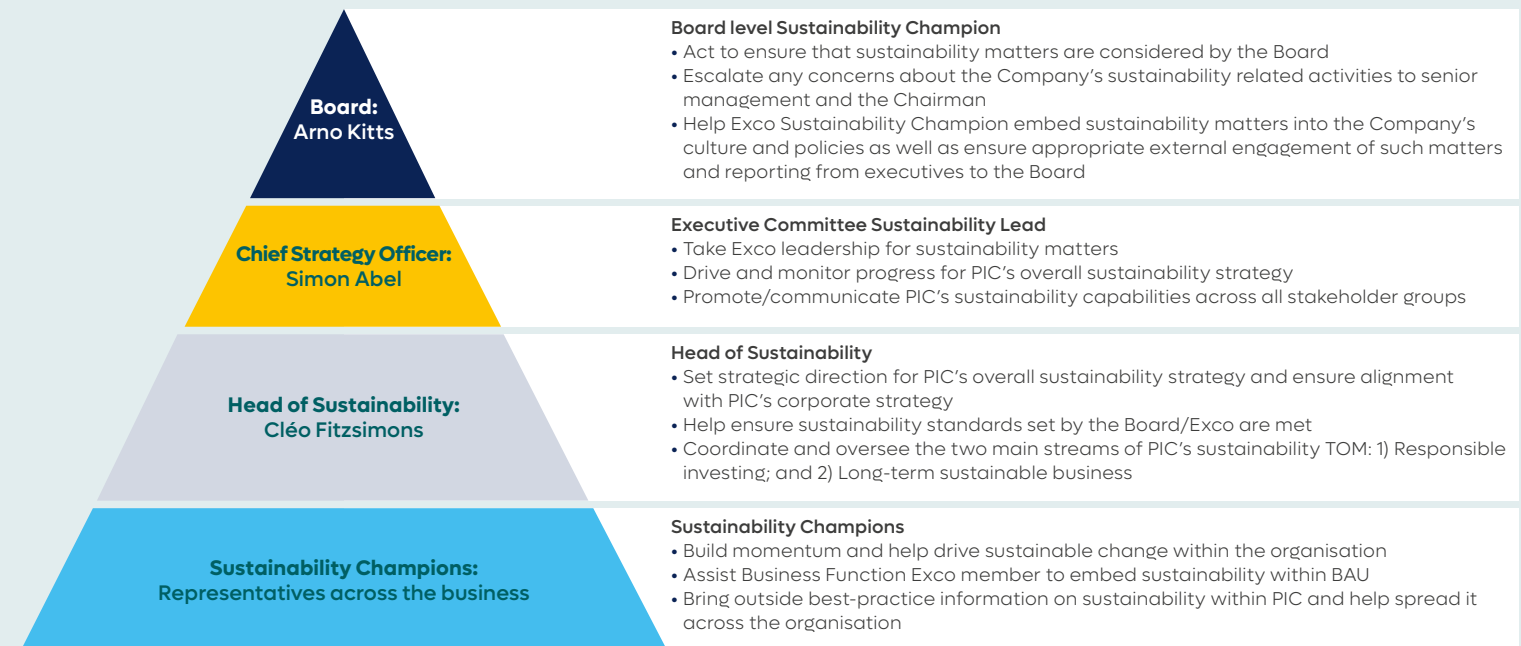 Board:
Arno Kitts
Board level Sustainability Champion
• Act to ensure that sustainability matters are considered by the Board
• Escalate any concerns about the Company’s sustainability related activities to senior
management and the Chairman
• Help Exco Sustainability Champion embed sustainability matters into the Company’s
culture and policies as well as ensure appropriate external engagement of such matters
and reporting from executives to the Board
Chief Strategy Officer:
Simon Abel
Executive Committee Sustainability Lead
• Take Exco leadership for sustainability matters
• Drive and monitor progress for PIC’s overall sustainability strategy
• Promote/communicate PIC’s sustainability capabilities across all stakeholder groups
Head of Sustainability:
Cléo Fitzsimons
Head of Sustainability
• Set strategic direction for PIC’s overall sustainability strategy and ensure alignment
with PIC’s corporate strategy
• Help ensure sustainability standards set by the Board/Exco are met
• Coordinate and oversee the two main streams of PIC’s sustainability TOM: 1) Responsible
investing; and 2) Long-term sustainable business
Sustainability Champions:
Representatives across the business
Sustainability Champions
• Build momentum and help drive sustainable change within the organisation
• Assist Business Function Exco member to embed sustainability within BAU
• Bring outside best-practice information on sustainability within PIC and help spread it
across the organisation